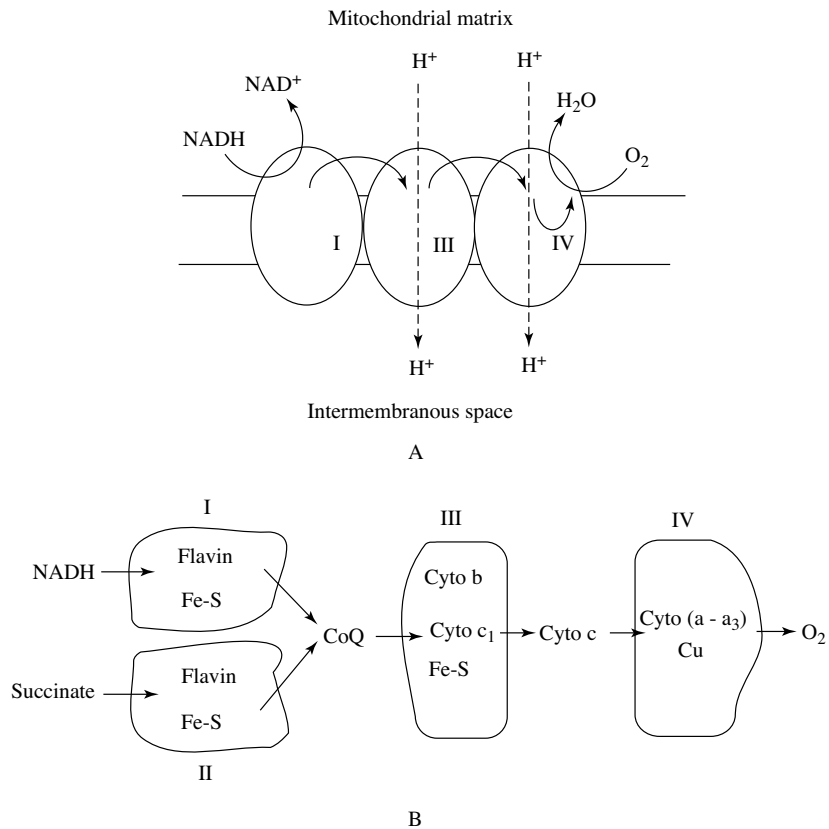 Mitochondrial matrix
H⁺ H⁺
NAD⁺
H₂O
NADH
O₂
I III IV
H⁺ H⁺
Intermembranous space
A
I III IV
Flavin
Cyto b
NADH
Fe-S
Cyto (a - a₃)
CoQ Cyto c₁ Cyto c O₂
Cu
Flavin
Fe-S
Succinate
Fe-S
II
B